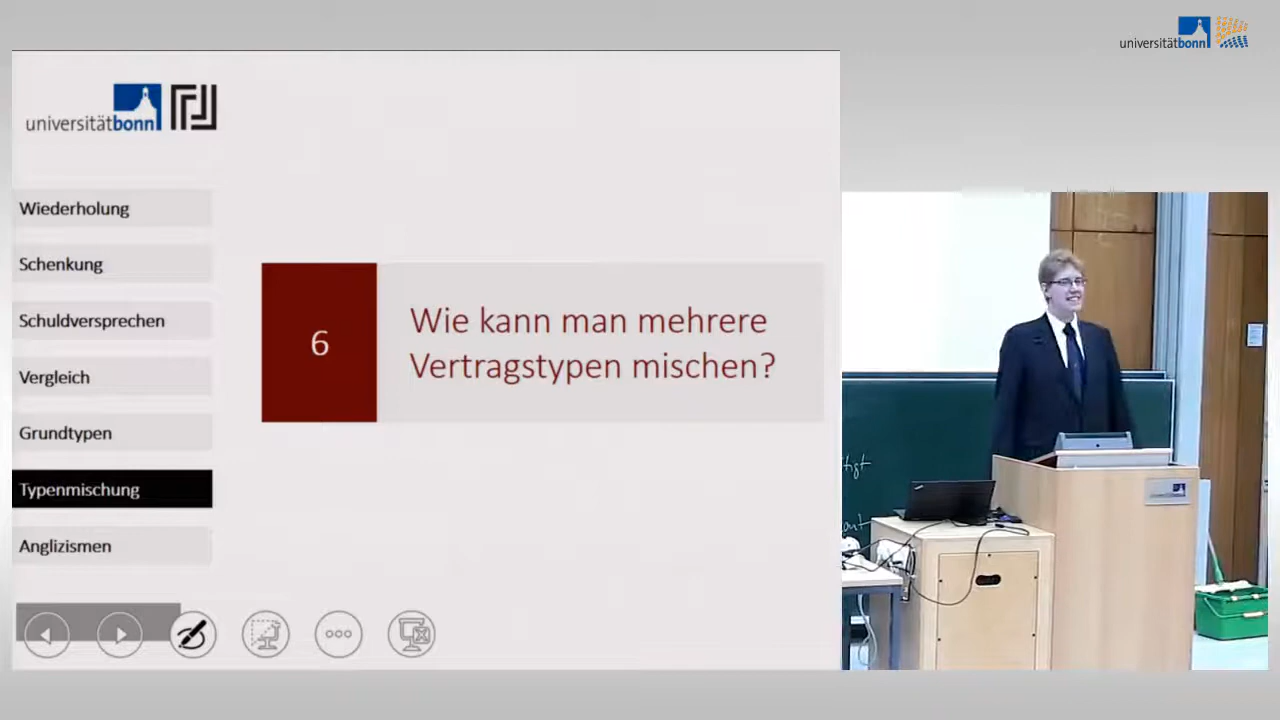 universitätbonn
universitätbonn
Wiederholung
Schenkung
Schuldversprechen
Vergleich
Grundtypen
Typenmischung
Anglizismen
6
Wie kann man mehrere
Vertragstypen mischen?